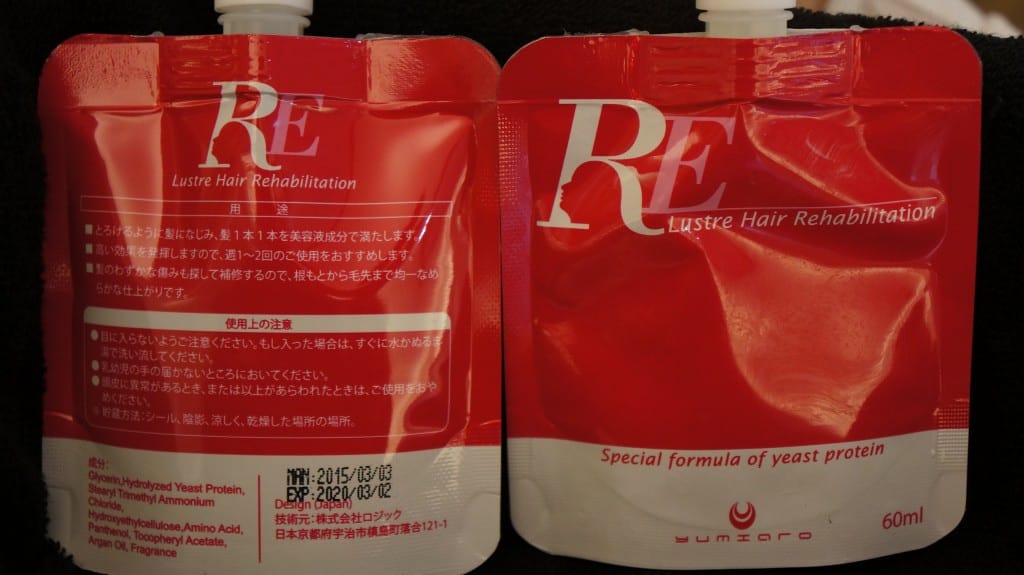 RE
Lustre Hair Rehabilitation
用 途
■とろけるように髪になじみ、髪1本1本を美容液成分で満たします。
■高い効果を発揮しますので、週1〜2回のご使用をおすすめします。
■髪のわずかな傷みも探して補修するので、根もとから毛先まで均一なめ
らかな仕上がりです。
使用上の注意
●目に入らないようご注意ください。もし入った場合は、すぐに水かぬるま
湯で洗い流してください。
●乳幼児の手の届かないところにおいてください。
●頭皮に異常があるとき、または以上があらわれたときは、ご使用をおや
めください。
※貯蔵方法:シール、陰影、涼しく、乾燥した場所の場所。
成分:
Glycerin,Hydrolyzed Yeast Protein,
Stearyl Trimethyl Ammonium
Chloride,
Hydroxyethylcellulose,Amino Acid,
Panthenol, Tocopheryl Acetate,
Argan Oil, Fragrance
MAN:2015/03/03
EXP:2020/03/02
Design (Japan)
技術元:株式会社ロジック
日本京都府宇治市槙島町落合121-1
RE
Lustre Hair Rehabilitation
Special formula of yeast protein
YUMHARO
60ml